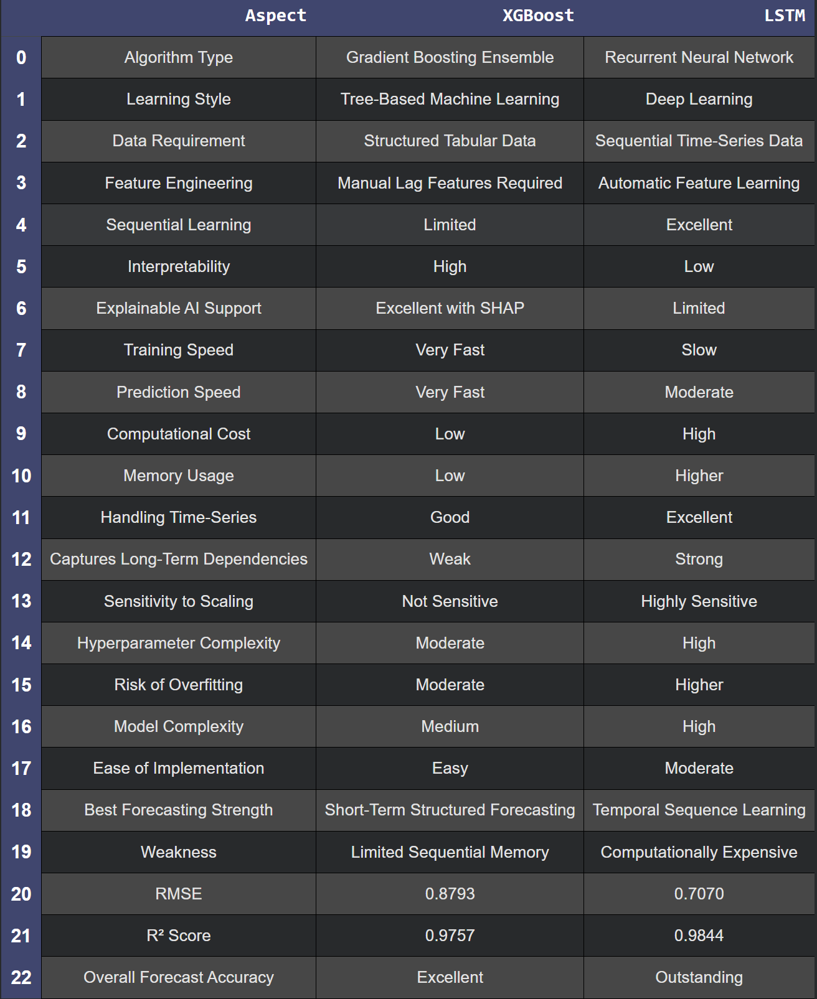 Aspect XGBoost LSTM
0 Algorithm Type Gradient Boosting Ensemble Recurrent Neural Network
1 Learning Style Tree-Based Machine Learning Deep Learning
2 Data Requirement Structured Tabular Data Sequential Time-Series Data
3 Feature Engineering Manual Lag Features Required Automatic Feature Learning
4 Sequential Learning Limited Excellent
5 Interpretability High Low
6 Explainable AI Support Excellent with SHAP Limited
7 Training Speed Very Fast Slow
8 Prediction Speed Very Fast Moderate
9 Computational Cost Low High
10 Memory Usage Low Higher
11 Handling Time-Series Good Excellent
12 Captures Long-Term Dependencies Weak Strong
13 Sensitivity to Scaling Not Sensitive Highly Sensitive
14 Hyperparameter Complexity Moderate High
15 Risk of Overfitting Moderate Higher
16 Model Complexity Medium High
17 Ease of Implementation Easy Moderate
18 Best Forecasting Strength Short-Term Structured Forecasting Temporal Sequence Learning
19 Weakness Limited Sequential Memory Computationally Expensive
20 RMSE 0.8793 0.7070
21 R² Score 0.9757 0.9844
22 Overall Forecast Accuracy Excellent Outstanding